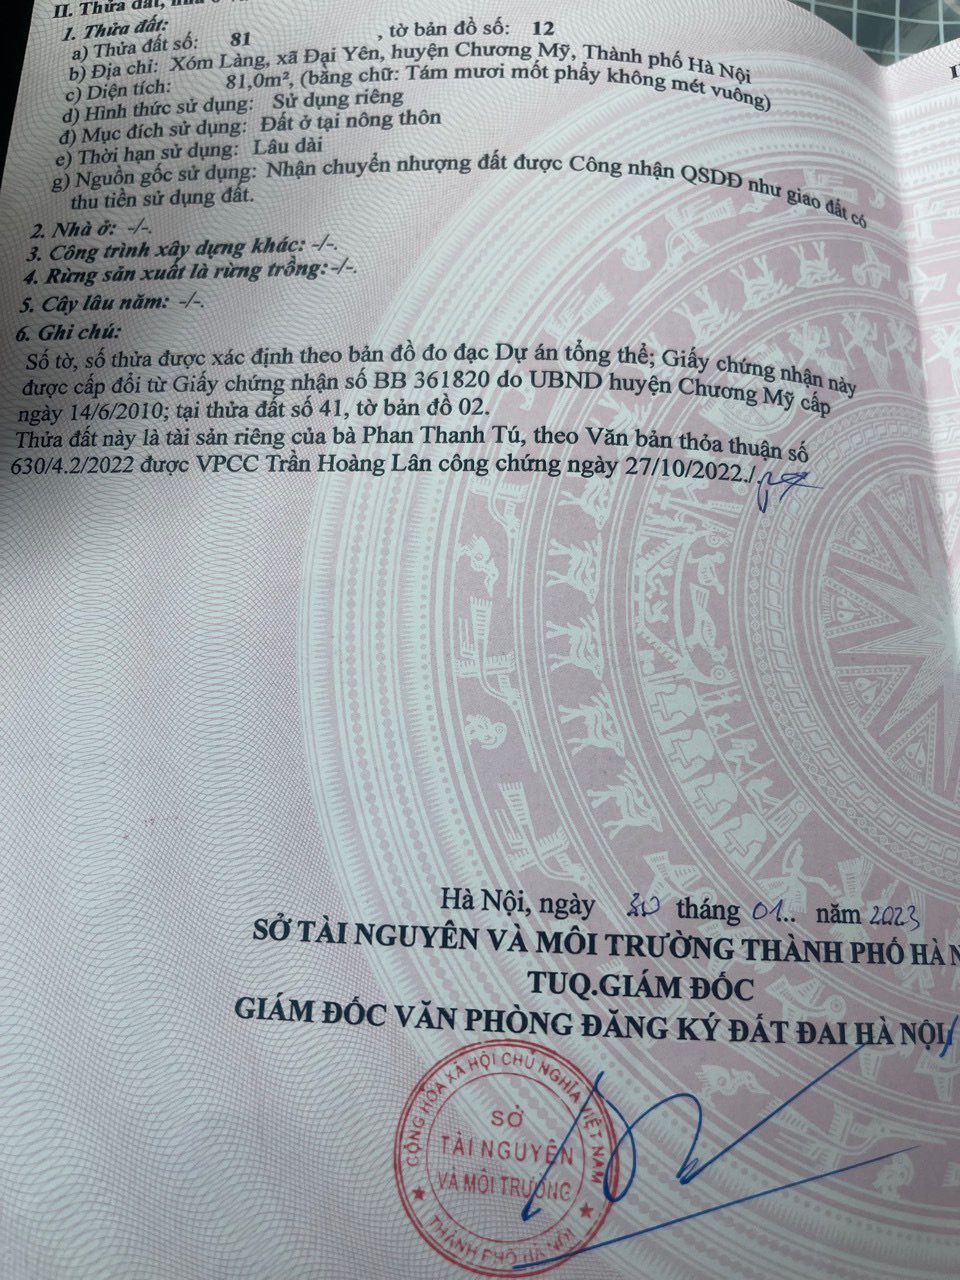 II. Thửa đất, nhà ở và
1. Thửa đất:
a) Thửa đất số: 81 , tờ bản đồ số: 12
b) Địa chỉ: Xóm Làng, xã Đại Yên, huyện Chương Mỹ, Thành phố Hà Nội
c) Diện tích: 81,0m², (bằng chữ: Tám mươi mốt phẩy không mét vuông)
d) Hình thức sử dụng: Sử dụng riêng
đ) Mục đích sử dụng: Đất ở tại nông thôn
e) Thời hạn sử dụng: Lâu dài
g) Nguồn gốc sử dụng: Nhận chuyển nhượng đất được Công nhận QSDĐ như giao đất có
thu tiền sử dụng đất.
2. Nhà ở: -/-.
3. Công trình xây dựng khác: -/-.
4. Rừng sản xuất là rừng trồng: -/-.
5. Cây lâu năm: -/-.
6. Ghi chú:
Số tờ, số thửa được xác định theo bản đồ đo đạc Dự án tổng thể; Giấy chứng nhận này
được cấp đổi từ Giấy chứng nhận số BB 361820 do UBND huyện Chương Mỹ cấp
ngày 14/6/2010; tại thửa đất số 41, tờ bản đồ 02.
Thửa đất này là tài sản riêng của bà Phan Thanh Tú, theo Văn bản thỏa thuận số
630/4.2/2022 được VPCC Trần Hoàng Lân công chứng ngày 27/10/2022./.
Hà Nội, ngày 30 tháng 01.. năm 2023
SỞ TÀI NGUYÊN VÀ MÔI TRƯỜNG THÀNH PHỐ HÀ N
TUQ.GIÁM ĐỐC
GIÁM ĐỐC VĂN PHÒNG ĐĂNG KÝ ĐẤT ĐAI HÀ NỘI
CỘNG HÒA XÃ HỘI CHỦ NGHĨA VIỆT NAM
SỞ
TÀI NGUYÊN
VÀ MÔI TRƯỜNG
★ THÀNH PHỐ HÀ NỘI ★